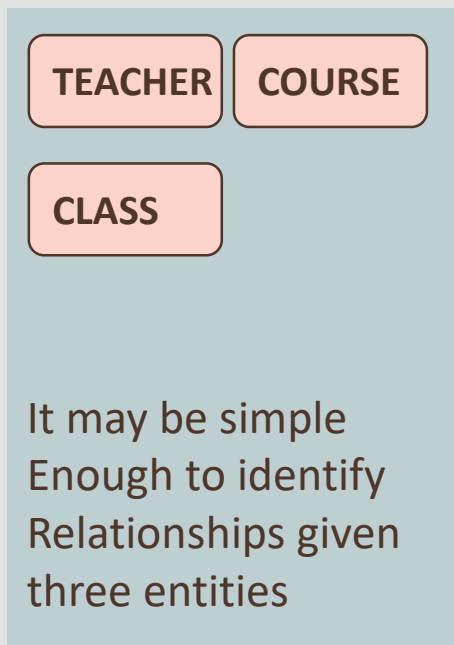 TEACHER COURSE
CLASS
It may be simple
Enough to identify
Relationships given
three entities